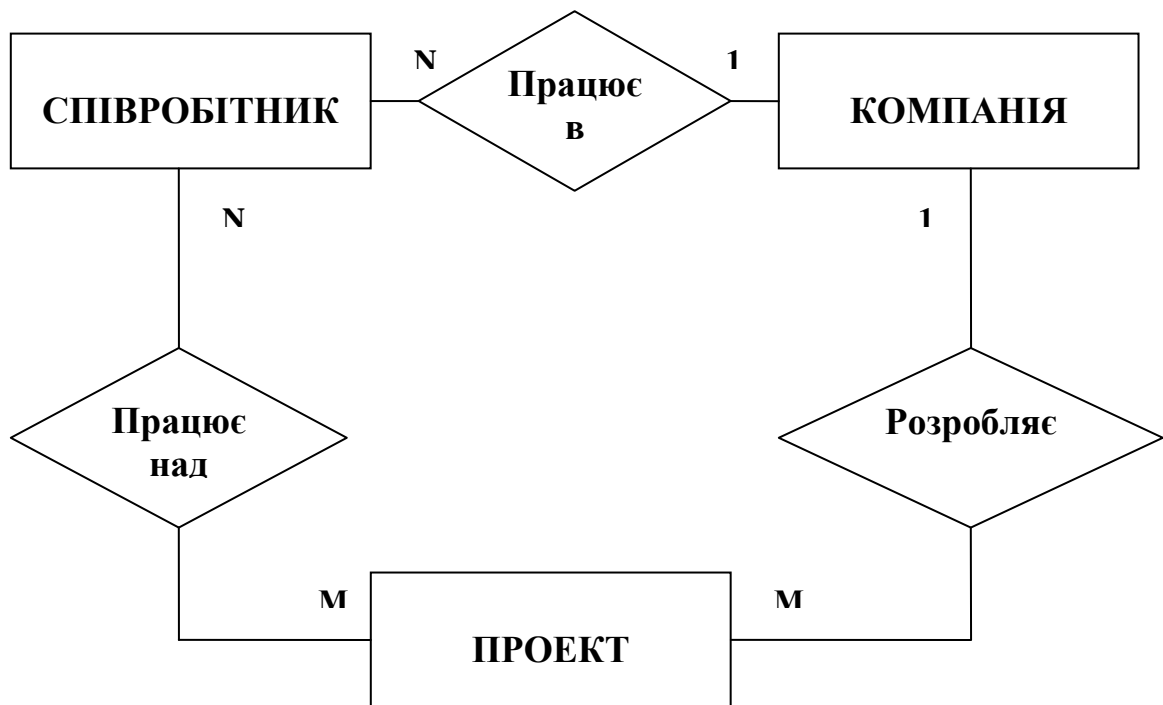 N
1
СПІВРОБІТНИК
Працює
в
КОМПАНІЯ
N
1
Працює
над
Розробляє
М
М
ПРОЕКТ